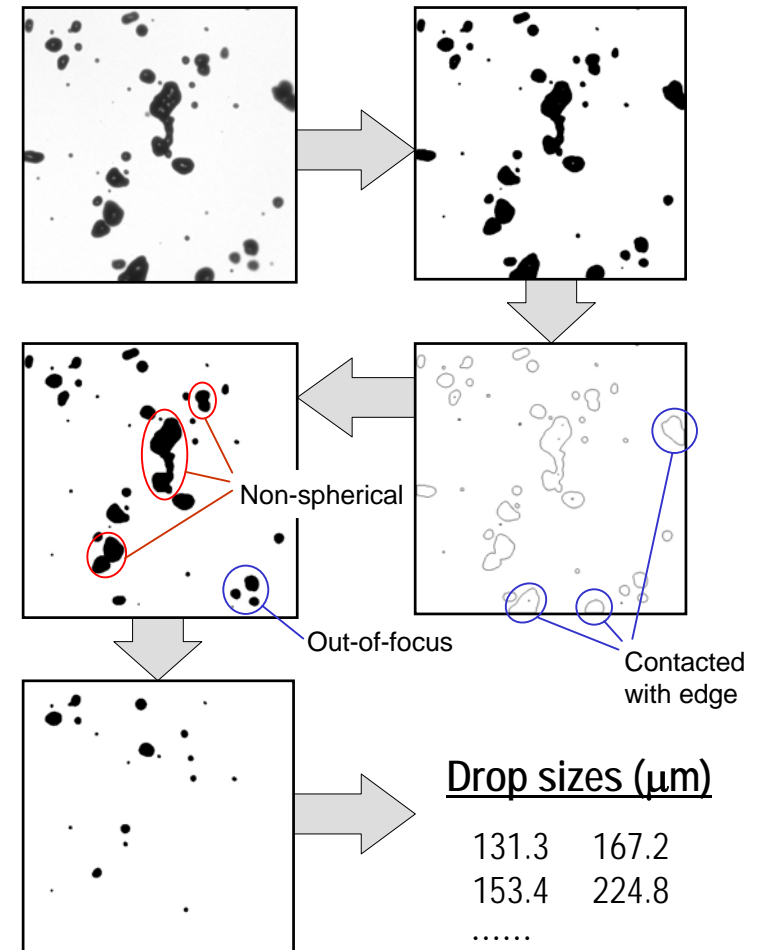 Non-spherical
Out-of-focus
Contacted
with edge
Drop sizes (μm)
131.3 167.2
153.4 224.8
......